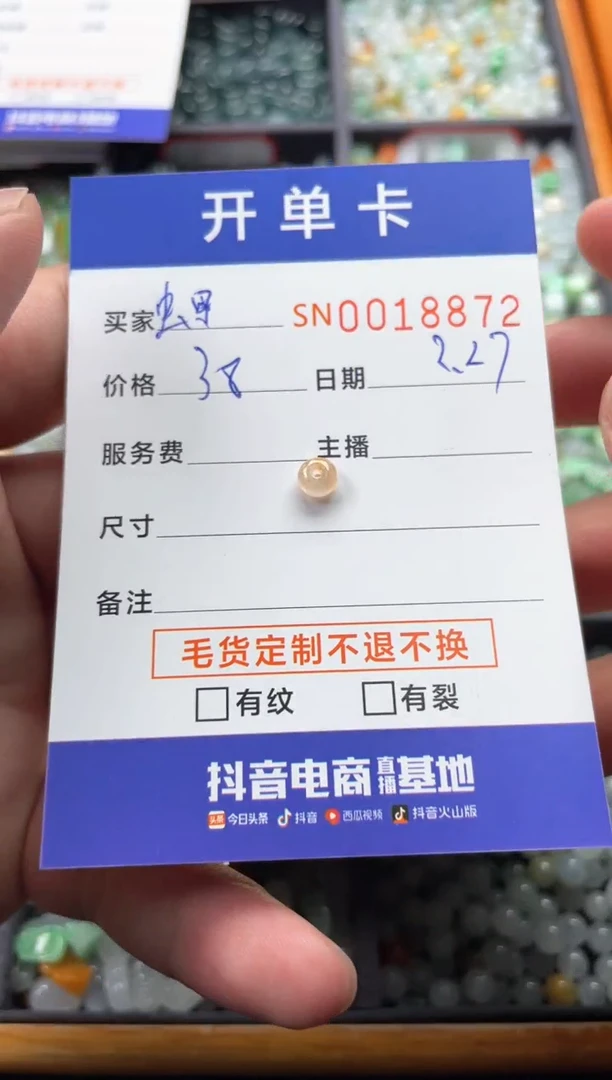 开单卡
买家 SN0018872
价格 38 日期 2.27
服务费 主播
尺寸
备注
毛货定制不退不换
有纹 有裂
抖音电商直播基地
今日头条 抖音 西瓜视频 抖音火山版